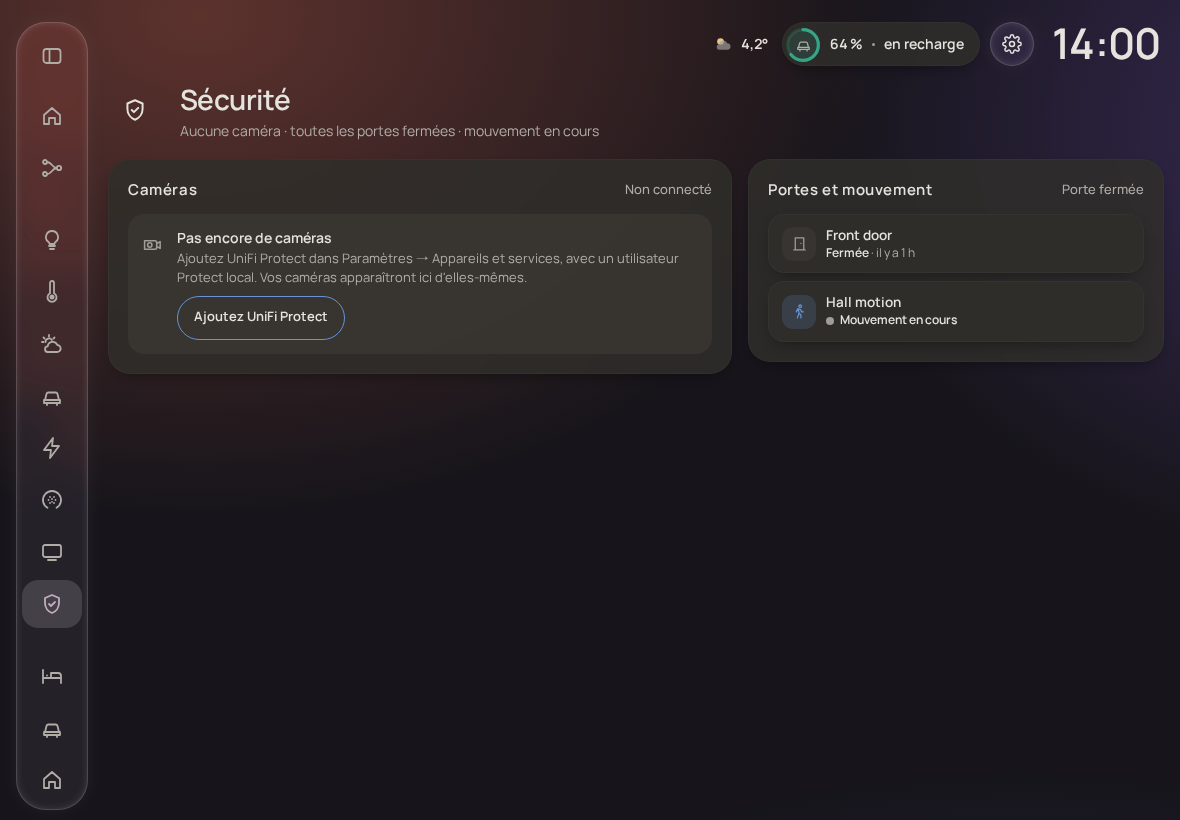 4,2°
64 % • en recharge
14:00
Sécurité
Aucune caméra · toutes les portes fermées · mouvement en cours
Caméras
Non connecté
Pas encore de caméras
Ajoutez UniFi Protect dans Paramètres → Appareils et services, avec un utilisateur
Protect local. Vos caméras apparaîtront ici d'elles-mêmes.
Ajoutez UniFi Protect
Portes et mouvement
Porte fermée
Front door
Fermée · il y a 1 h
Hall motion
Mouvement en cours